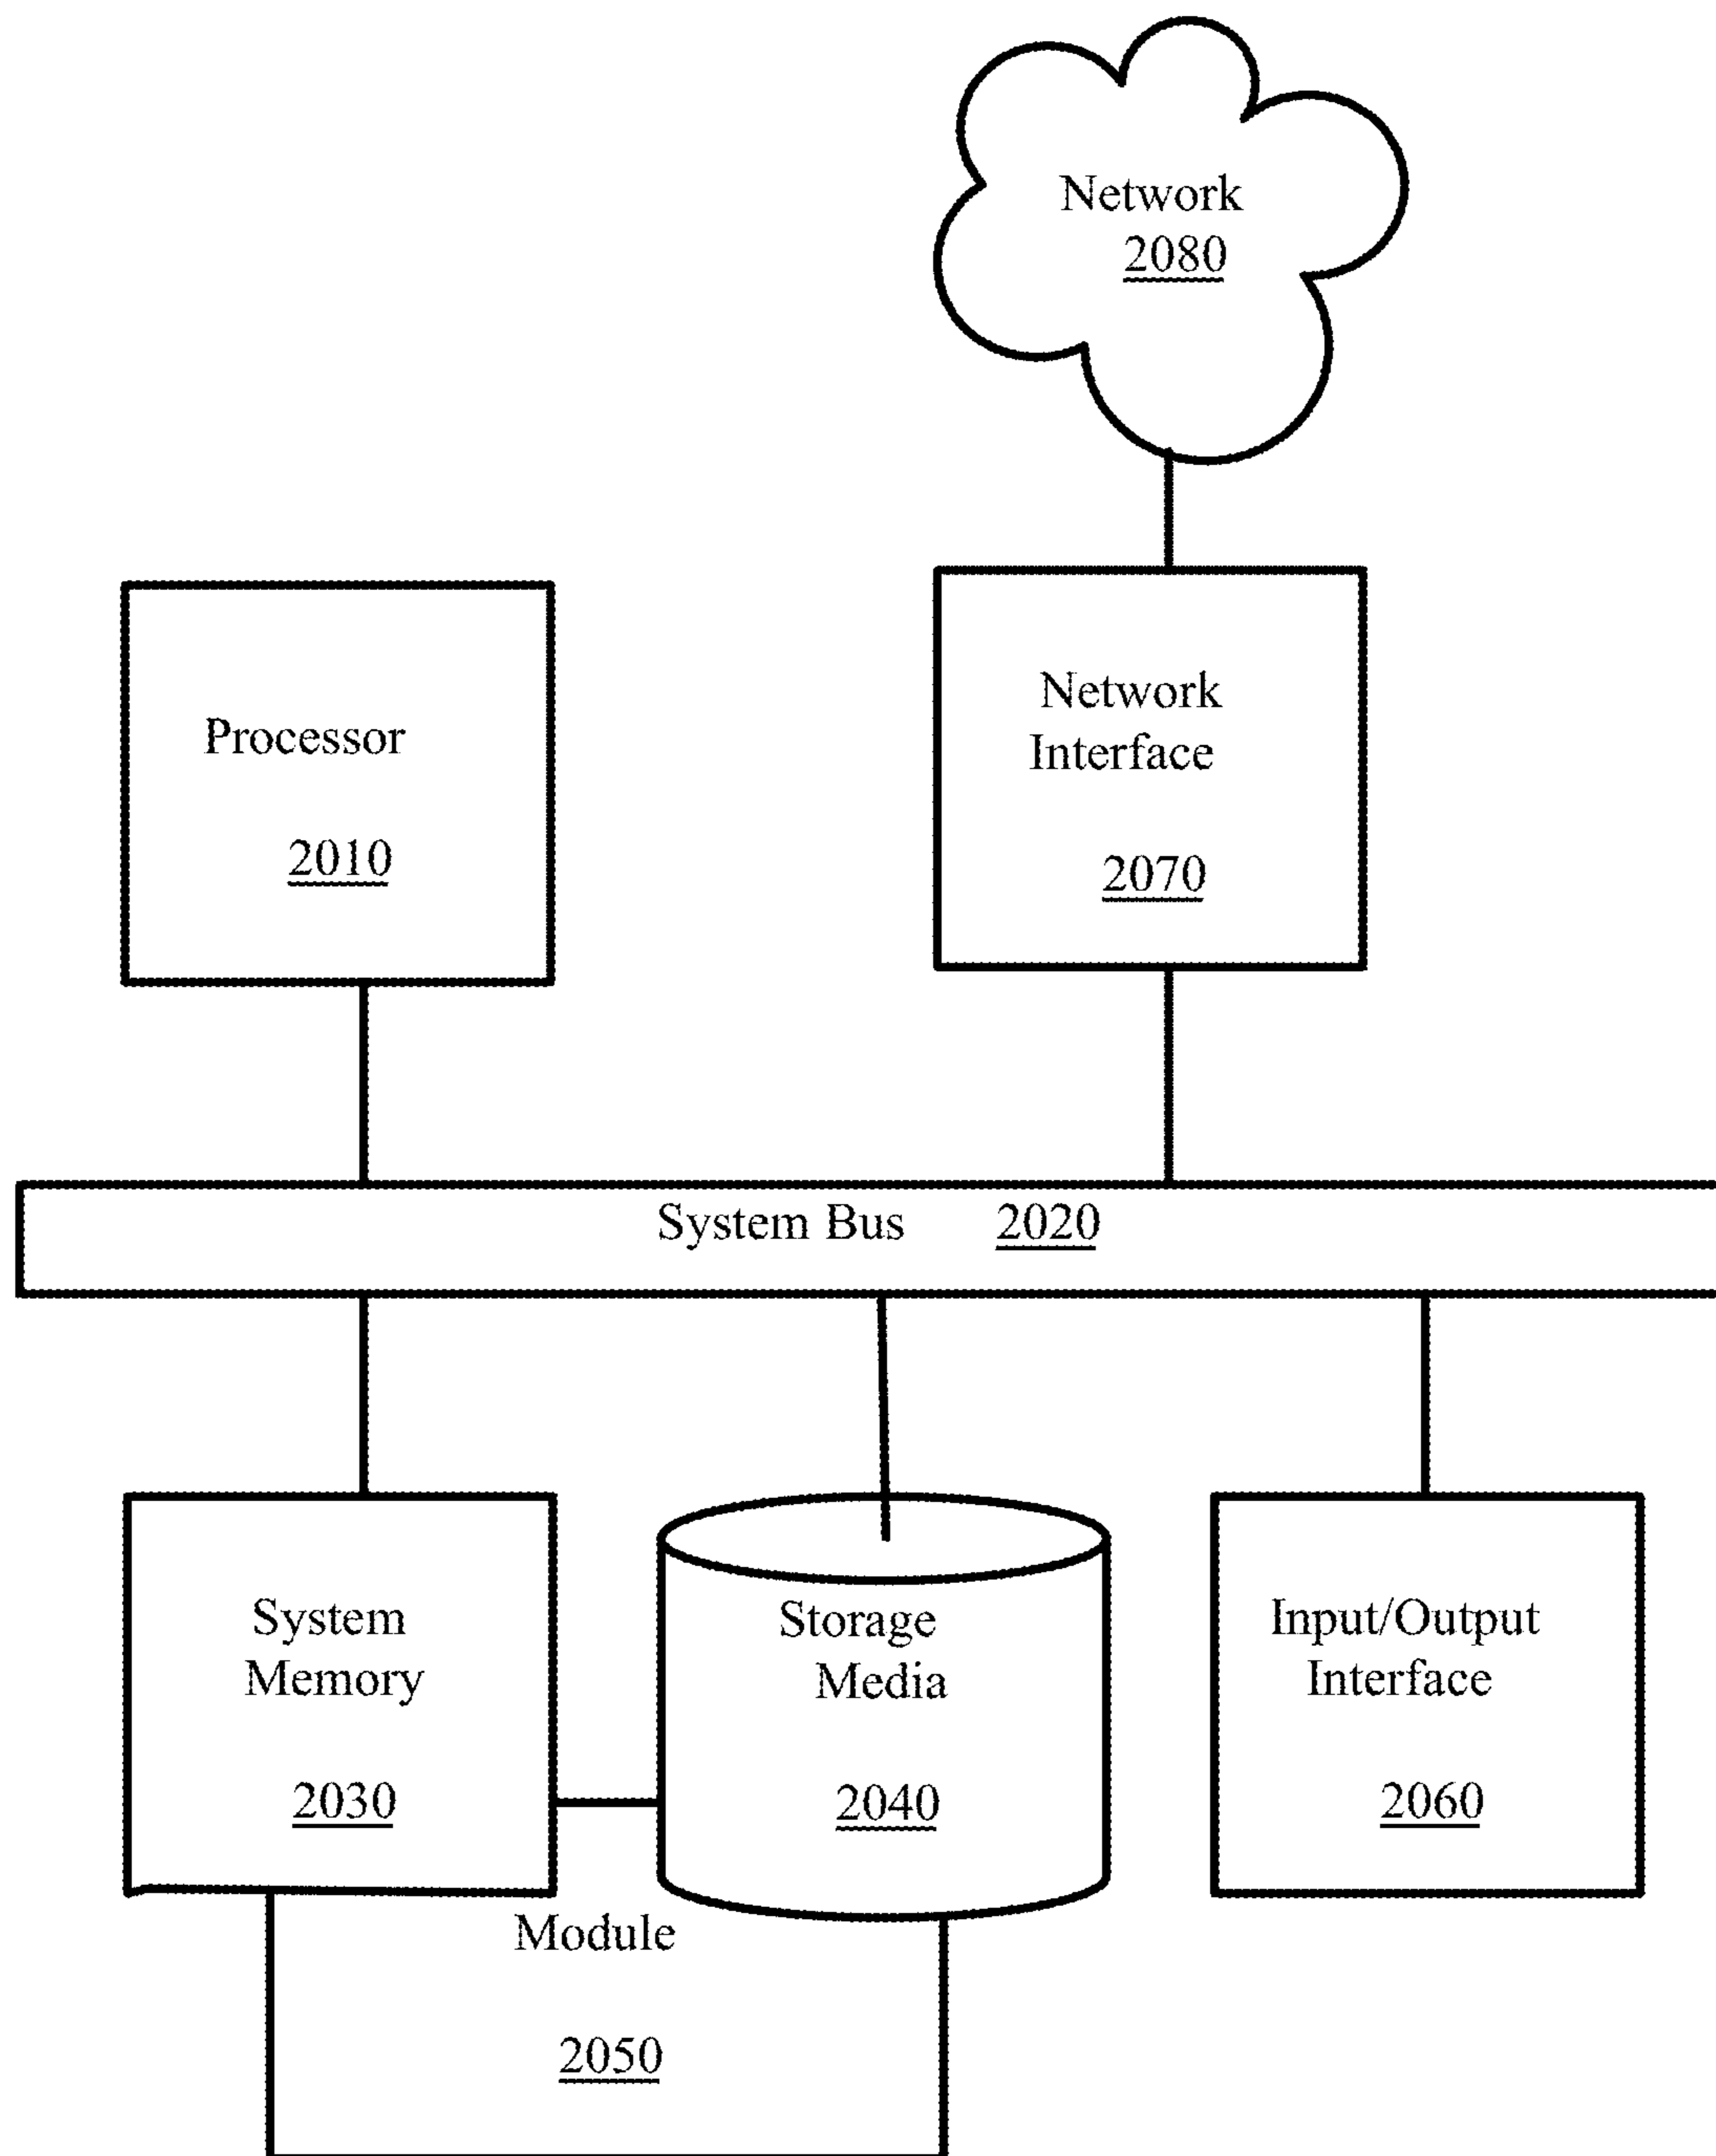 Network
2080
Processor
2010
Network
Interface
2070
System Bus 2020
System
Memory
2030
Storage
Media
2040
Input/Output
Interface
2060
Module
2050